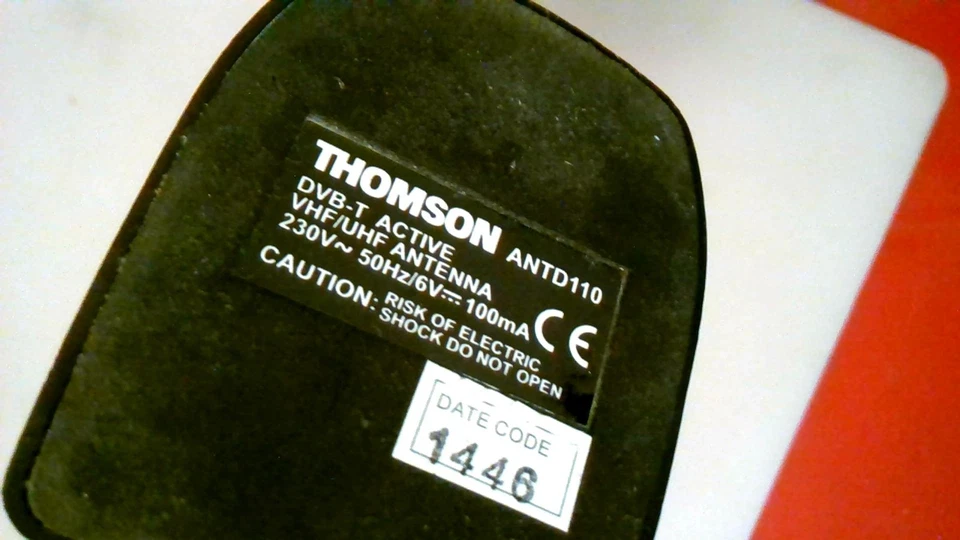 THOMSON ANTD110
DVB-T ACTIVE
VHF/UHF ANTENNA
230V~ 50Hz/6V⎓100mA CE
CAUTION: RISK OF ELECTRIC
SHOCK DO NOT OPEN
DATE CODE
1446